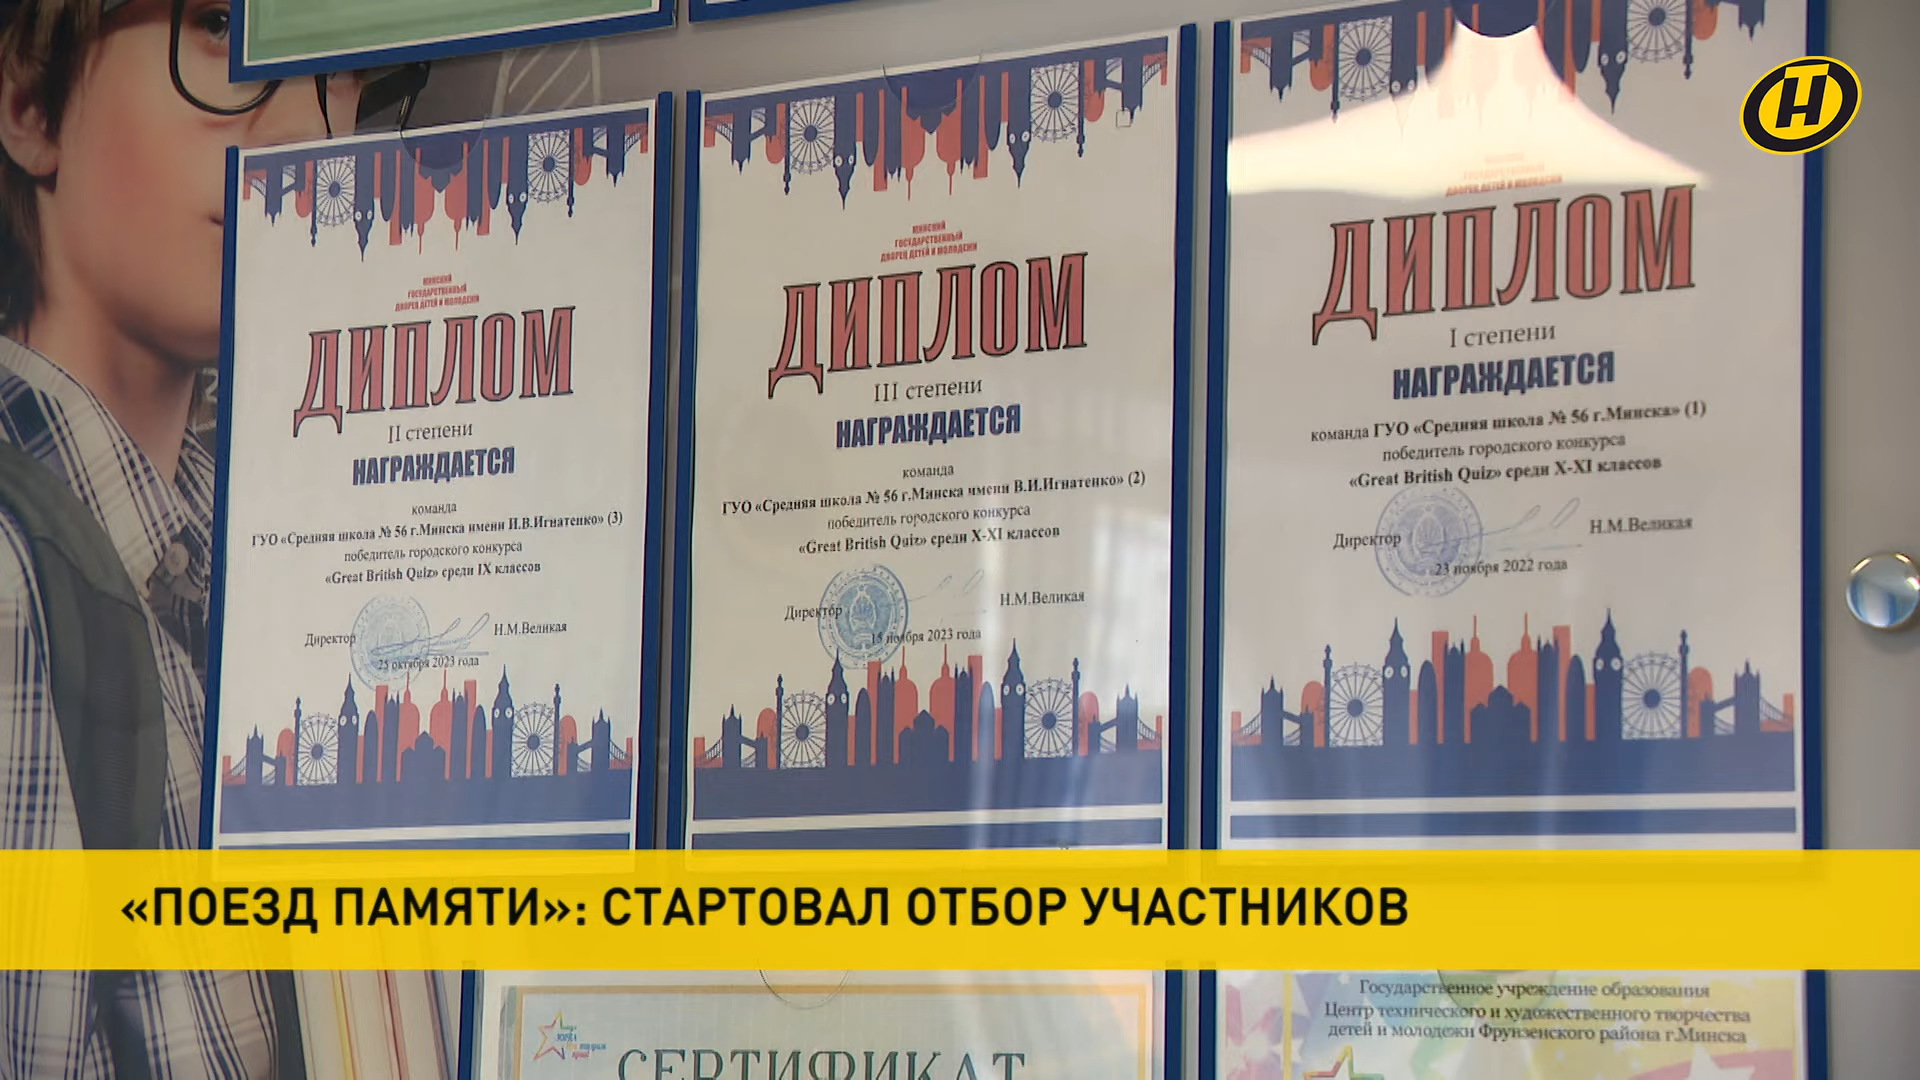 МИНСКИЙ
ГОСУДАРСТВЕННЫЙ
ДВОРЕЦ ДЕТЕЙ И МОЛОДЕЖИ
ДИПЛОМ
II степени
НАГРАЖДАЕТСЯ
команда
ГУО «Средняя школа № 56 г.Минска имени И.В.Игнатенко» (3)
победитель городского конкурса
«Great British Quiz» среди IX классов
Директор
Н.М.Великая
25 октября 2023 года
МИНСКИЙ
ГОСУДАРСТВЕННЫЙ
ДВОРЕЦ ДЕТЕЙ И МОЛОДЕЖИ
ДИПЛОМ
III степени
НАГРАЖДАЕТСЯ
команда
ГУО «Средняя школа № 56 г.Минска имени В.И.Игнатенко» (2)
победитель городского конкурса
«Great British Quiz» среди X-XI классов
Директор
Н.М.Великая
15 ноября 2023 года
ДВОРЕЦ ДЕТЕЙ И МОЛОДЕЖИ
ДИПЛОМ
I степени
НАГРАЖДАЕТСЯ
команда ГУО «Средняя школа № 56 г.Минска» (1)
победитель городского конкурса
«Great British Quiz» среди X-XI классов
Директор
Н.М.Великая
23 ноября 2022 года
«ПОЕЗД ПАМЯТИ»: СТАРТОВАЛ ОТБОР УЧАСТНИКОВ
СЕРТИФИКАТ
Государственное учреждение образования
Центр технического и художественного творчества
детей и молодежи Фрунзенского района г.Минска